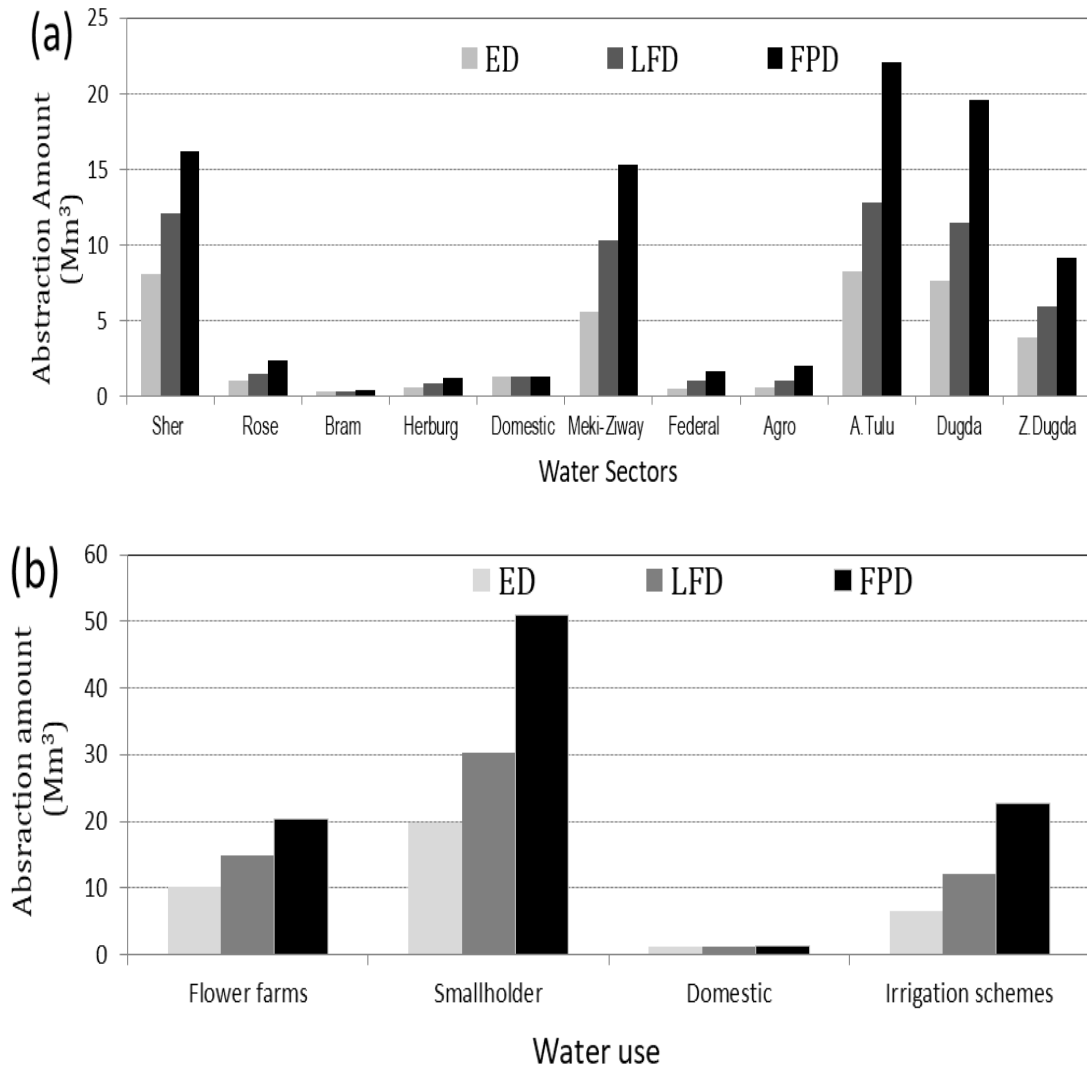 (a)
ED LFD FPD
Abstraction Amount
(Mm³)
25
20
15
10
5
0
Sher Rose Bram Herburg Domestic Meki-Ziway Federal Agro A.Tulu Dugda Z.Dugda
Water Sectors
(b)
ED LFD FPD
Absraction amount
(Mm³)
60
50
40
30
20
10
0
Flower farms Smallholder Domestic Irrigation schemes
Water use